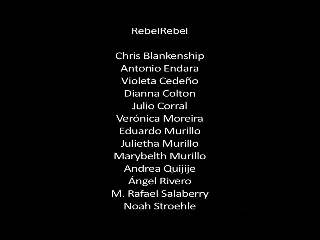 RebelRebel
Chris Blankenship
Antonio Endara
Violeta Cedeño
Dianna Colton
Julio Corral
Verónica Moreira
Eduardo Murillo
Julietha Murillo
Marybelth Murillo
Andrea Quijije
Ángel Rivero
M. Rafael Salaberry
Noah Stroehle